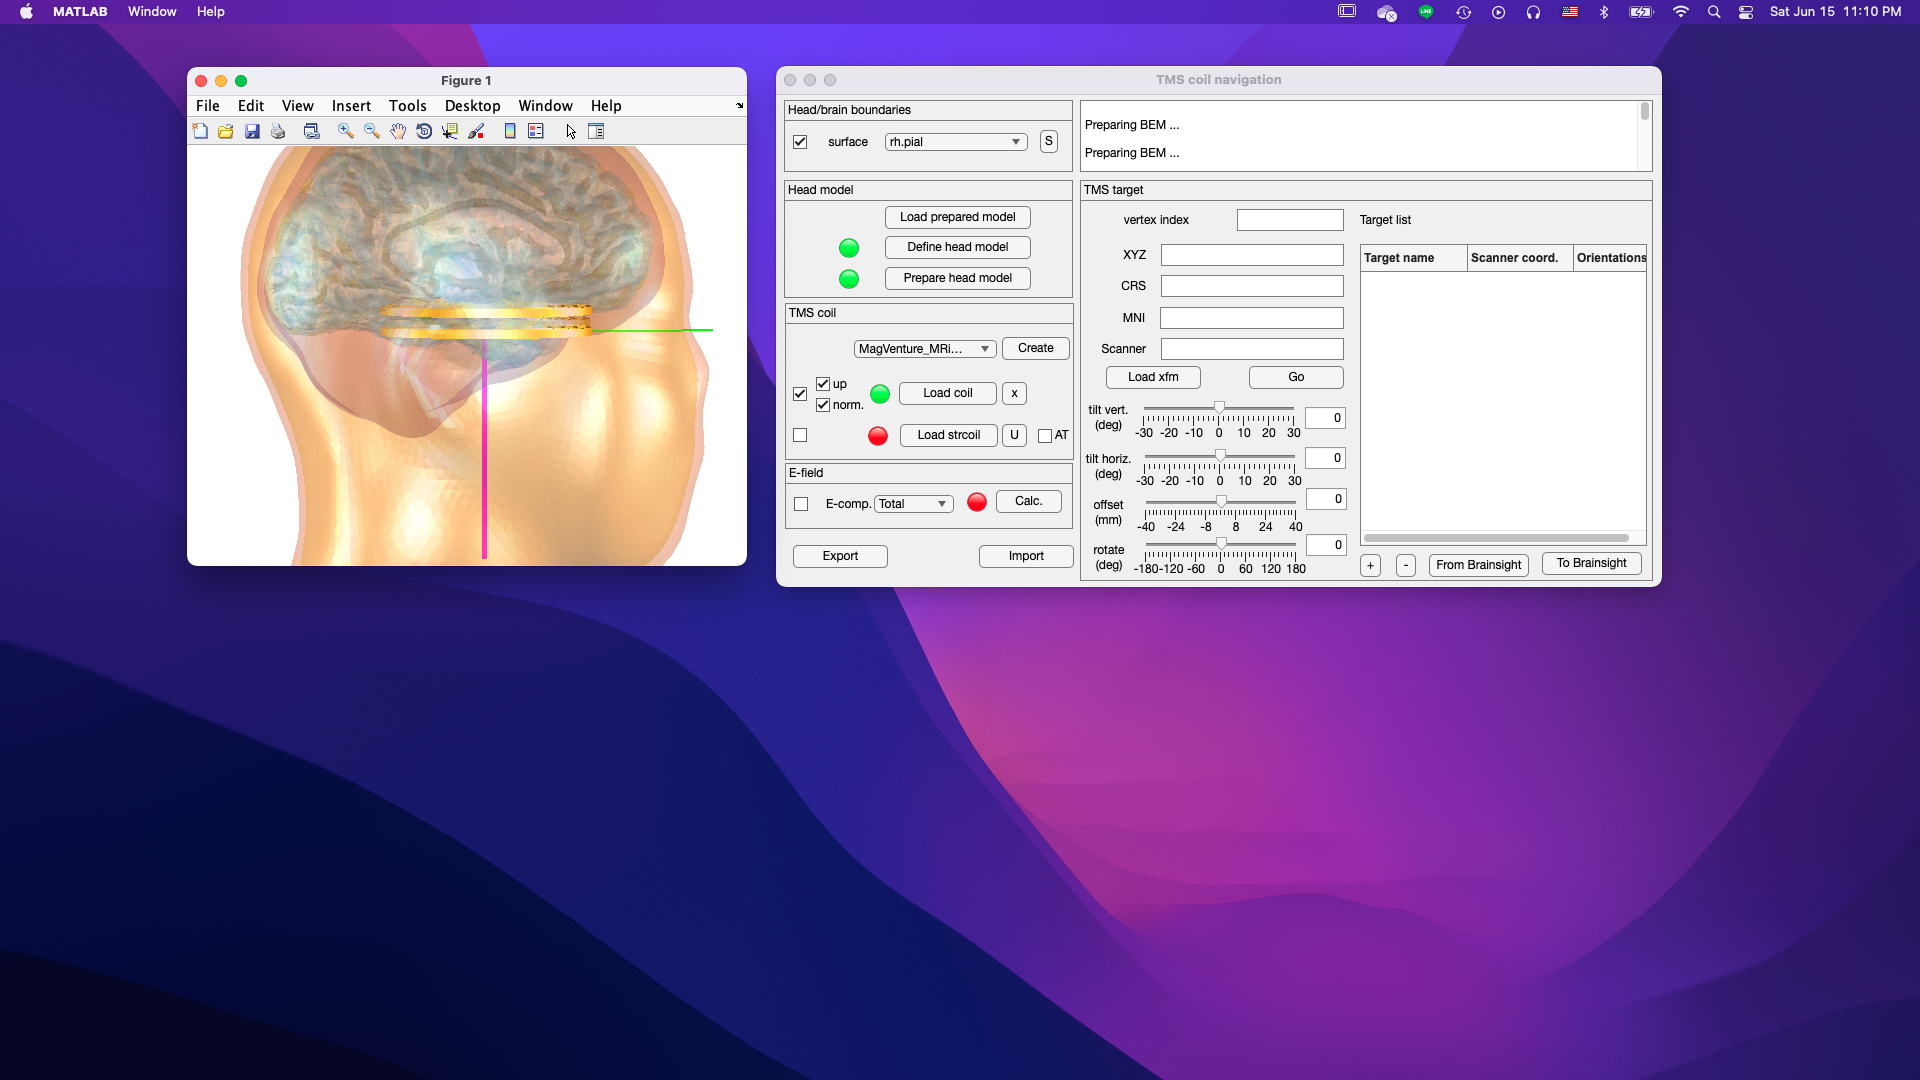 MATLAB Window Help
Sat Jun 15 11:10 PM
Figure 1
File Edit View Insert Tools Desktop Window Help
TMS coil navigation
Head/brain boundaries
surface rh.pial S
Preparing BEM ...
Preparing BEM ...
Head model
Load prepared model
Define head model
Prepare head model
TMS coil
MagVenture_MRi... Create
up
norm.
Load coil x
Load strcoil U AT
E-field
E-comp. Total Calc.
Export Import
TMS target
vertex index
XYZ
CRS
MNI
Scanner
Load xfm Go
tilt vert.
(deg)
-30 -20 -10 0 10 20 30
0
tilt horiz.
(deg)
-30 -20 -10 0 10 20 30
0
offset
(mm)
-40 -24 -8 8 24 40
0
rotate
(deg)
-180 -120 -60 0 60 120 180
0
Target list
Target name Scanner coord. Orientations
+ - From Brainsight To Brainsight